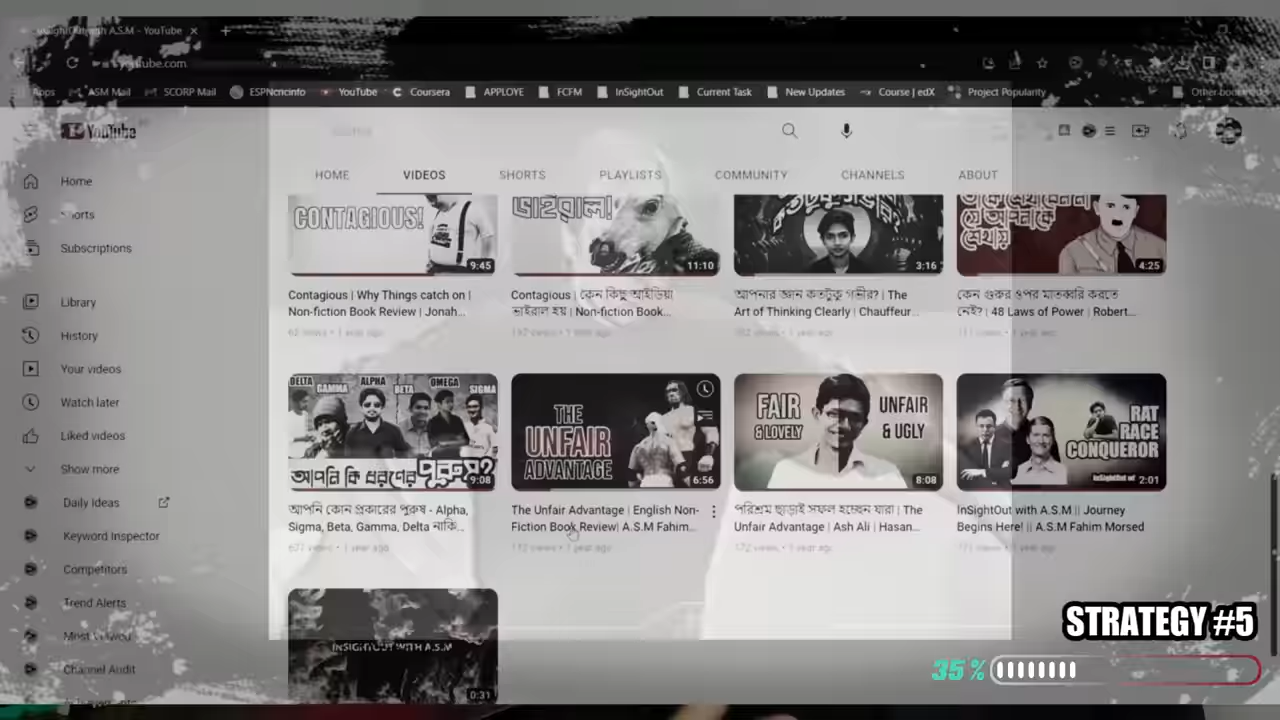 A.S.M - YouTube
Apps ASM Mail SCORP Mail ESPNcricinfo YouTube Coursera APPLOYE FCFM InSightOut Current Task New Updates Course | edX Project Popularity
YouTube
HOME VIDEOS SHORTS PLAYLISTS COMMUNITY CHANNELS ABOUT
Home
Shorts
Subscriptions
Library
History
Your videos
Watch later
Liked videos
Show more
Daily Ideas
Keyword Inspector
Competitors
Trend Alerts
Most Viewed
Channel Audit
CONTAGIOUS!
9:45
Contagious | Why Things catch on |
Non-fiction Book Review | Jonah...
ভাইরাল!
11:10
Contagious | কেন কিছু আইডিয়া
ভাইরাল হয় | Non-fiction Book...
3:16
আপনার জ্ঞান কতটুকু গভীর? | The
Art of Thinking Clearly | Chauffeur...
যে আপনাকে
শেখায়
4:25
কেন গুরুর ওপর মাতব্বরি করতে
নেই? | 48 Laws of Power | Robert...
DELTA GAMMA ALPHA BETA OMEGA SIGMA
আপনি কি ধরণের পুরুষ?
9:08
আপনি কোন প্রকারের পুরুষ - Alpha,
Sigma, Beta, Gamma, Delta নাকি...
THE
UNFAIR
ADVANTAGE
6:56
The Unfair Advantage | English Non-
Fiction Book Review| A.S.M Fahim...
FAIR
& LOVELY
UNFAIR
& UGLY
8:08
পরিশ্রম ছাড়াই সফল হচ্ছেন যারা | The
Unfair Advantage | Ash Ali | Hasan...
RAT
RACE
CONQUEROR
2:01
InSightOut with A.S.M || Journey
Begins Here! || A.S.M Fahim Morsed
INSIGHTOUT WITH A.S.M
0:31
STRATEGY #5
35%